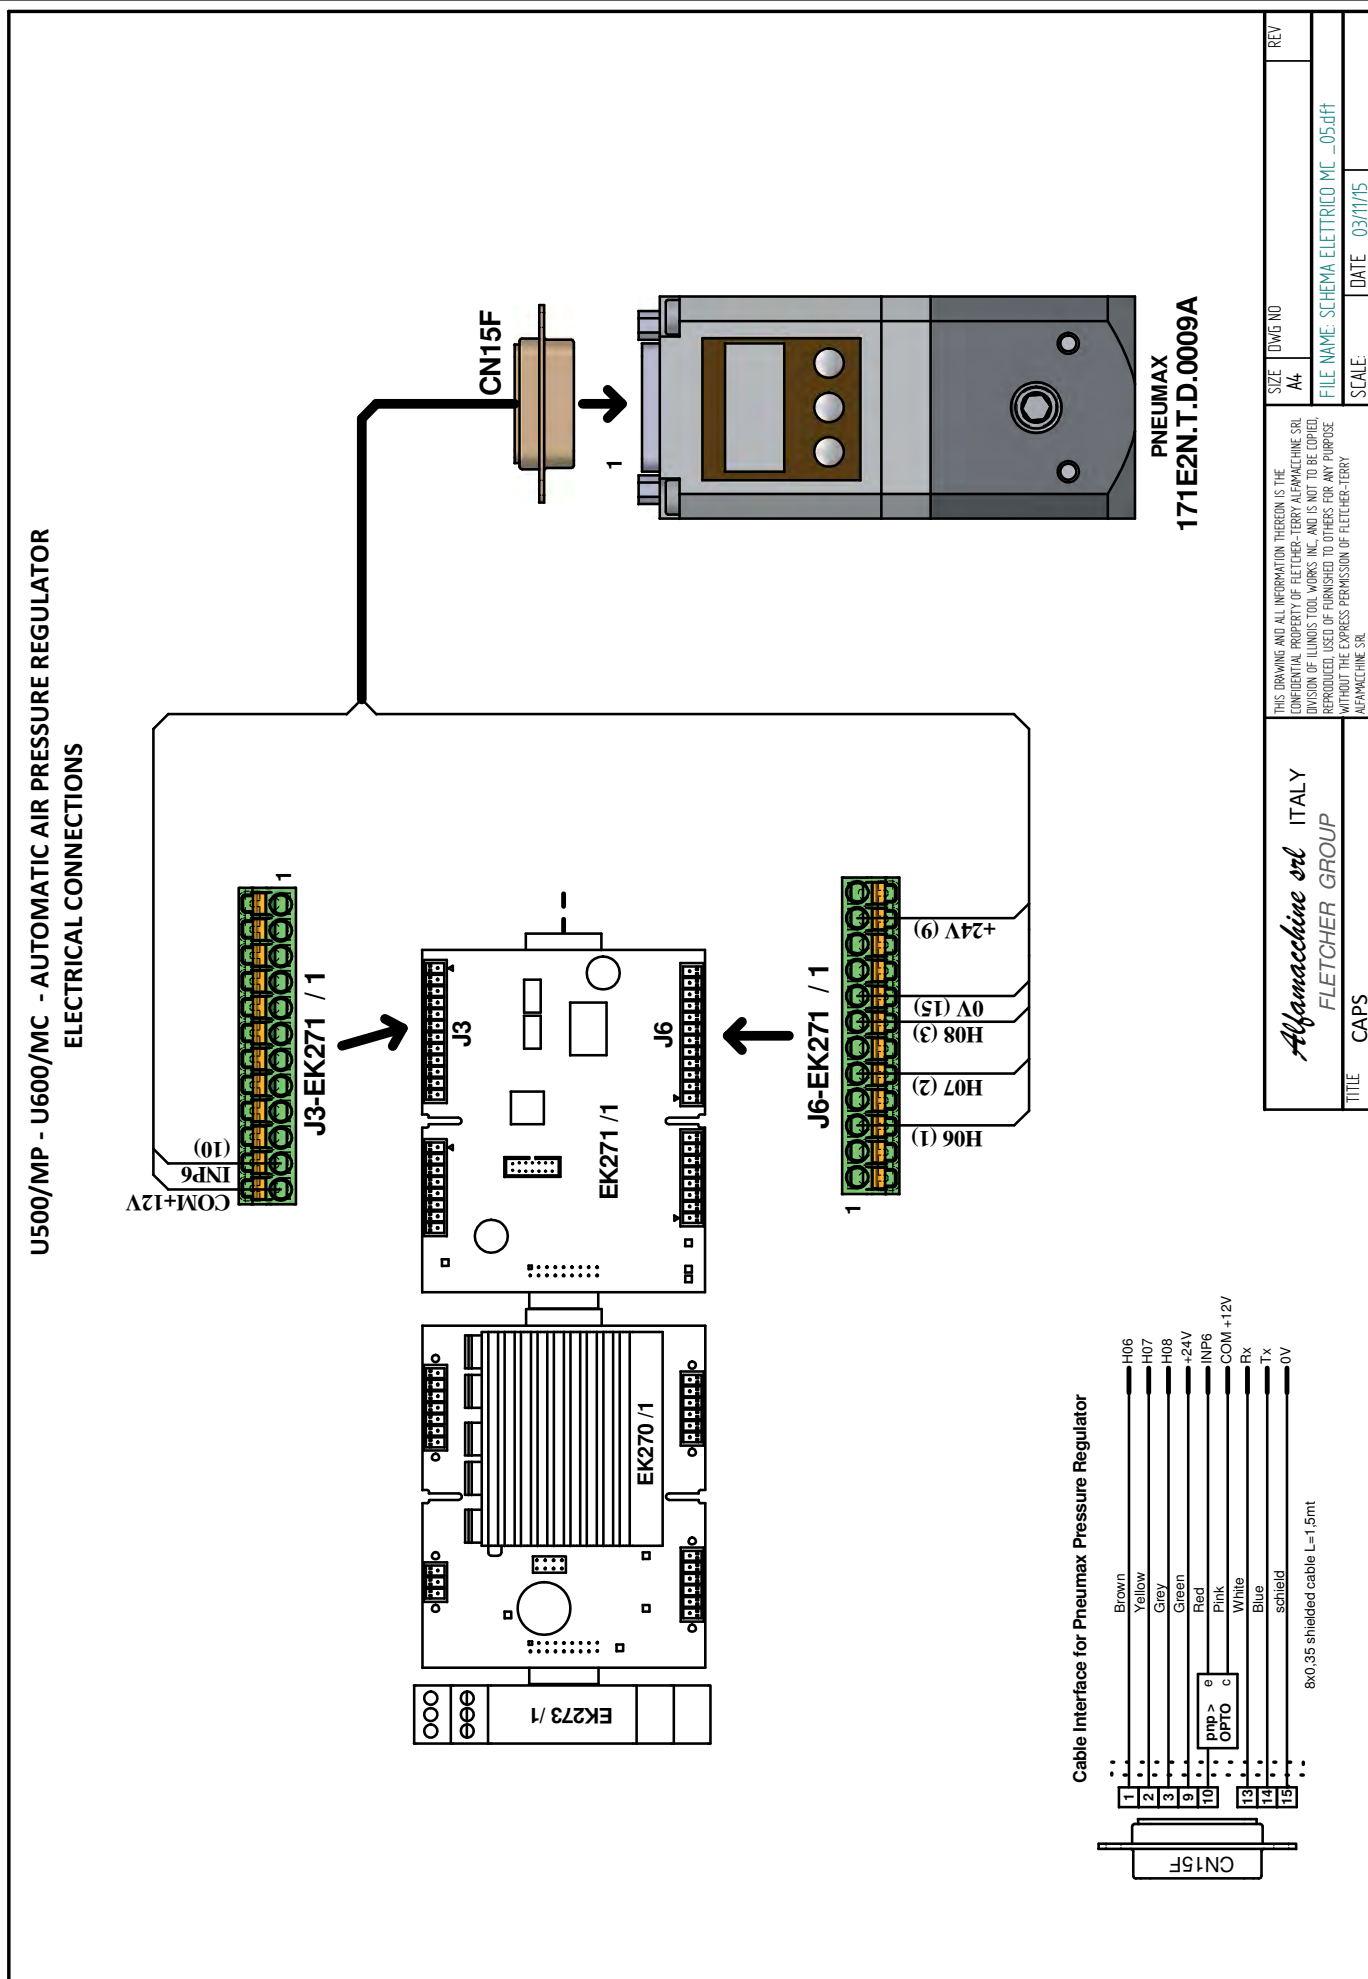 U500/MP - U600/MC - AUTOMATIC AIR PRESSURE REGULATOR
ELECTRICAL CONNECTIONS
COM+12V
INP6
(10)
1
J3-EK271 / 1
CN15F
1
PNEUMAX
171E2N.T.D.0009A
EK273 /1
EK270 /1
EK271 /1
J3
J6
J6-EK271 / 1
1
H06 (1)
H07 (2)
H08 (3)
0V (15)
+24V (9)
Cable Interface for Pneumax Pressure Regulator
CN15F
1 Brown H06
2 Yellow H07
3 Grey H08
9 Green +24V
10 pnp > OPTO e Red INP6
c Pink COM +12V
13 White Rx
14 Blue Tx
15 schield 0V
8x0,35 shielded cable L=1,5mt
Alfamacchine srl ITALY
FLETCHER GROUP
TITLE
CAPS
THIS DRAWING AND ALL INFORMATION THEREON IS THE
CONFIDENTIAL PROPERTY OF FLETCHER-TERRY ALFAMACCHINE SRL
DIVISION OF ILLINOIS TOOL WORKS INC., AND IS NOT TO BE COPIED,
REPRODUCED, USED OF FURNISHED TO OTHERS FOR ANY PURPOSE
WITHOUT THE EXPRESS PERMISSION OF FLETCHER-TERRY
ALFAMACCHINE SRL
SIZE
A4
DWG NO
REV
FILE NAME: SCHEMA ELETTRICO MC _05.dft
SCALE:
DATE 03/11/15